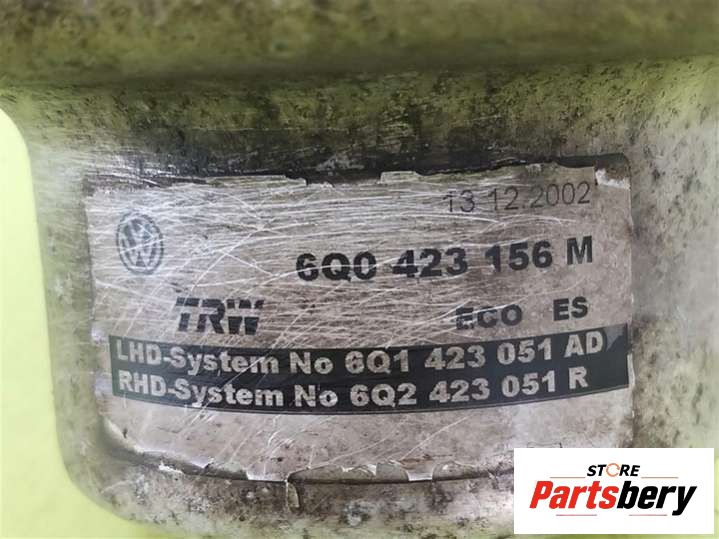 13 12.2002
6Q0 423 156 M
TRW ECO ES
LHD-System No 6Q1 423 051 AD
RHD-System No 6Q2 423 051 R
STORE
Partsbery